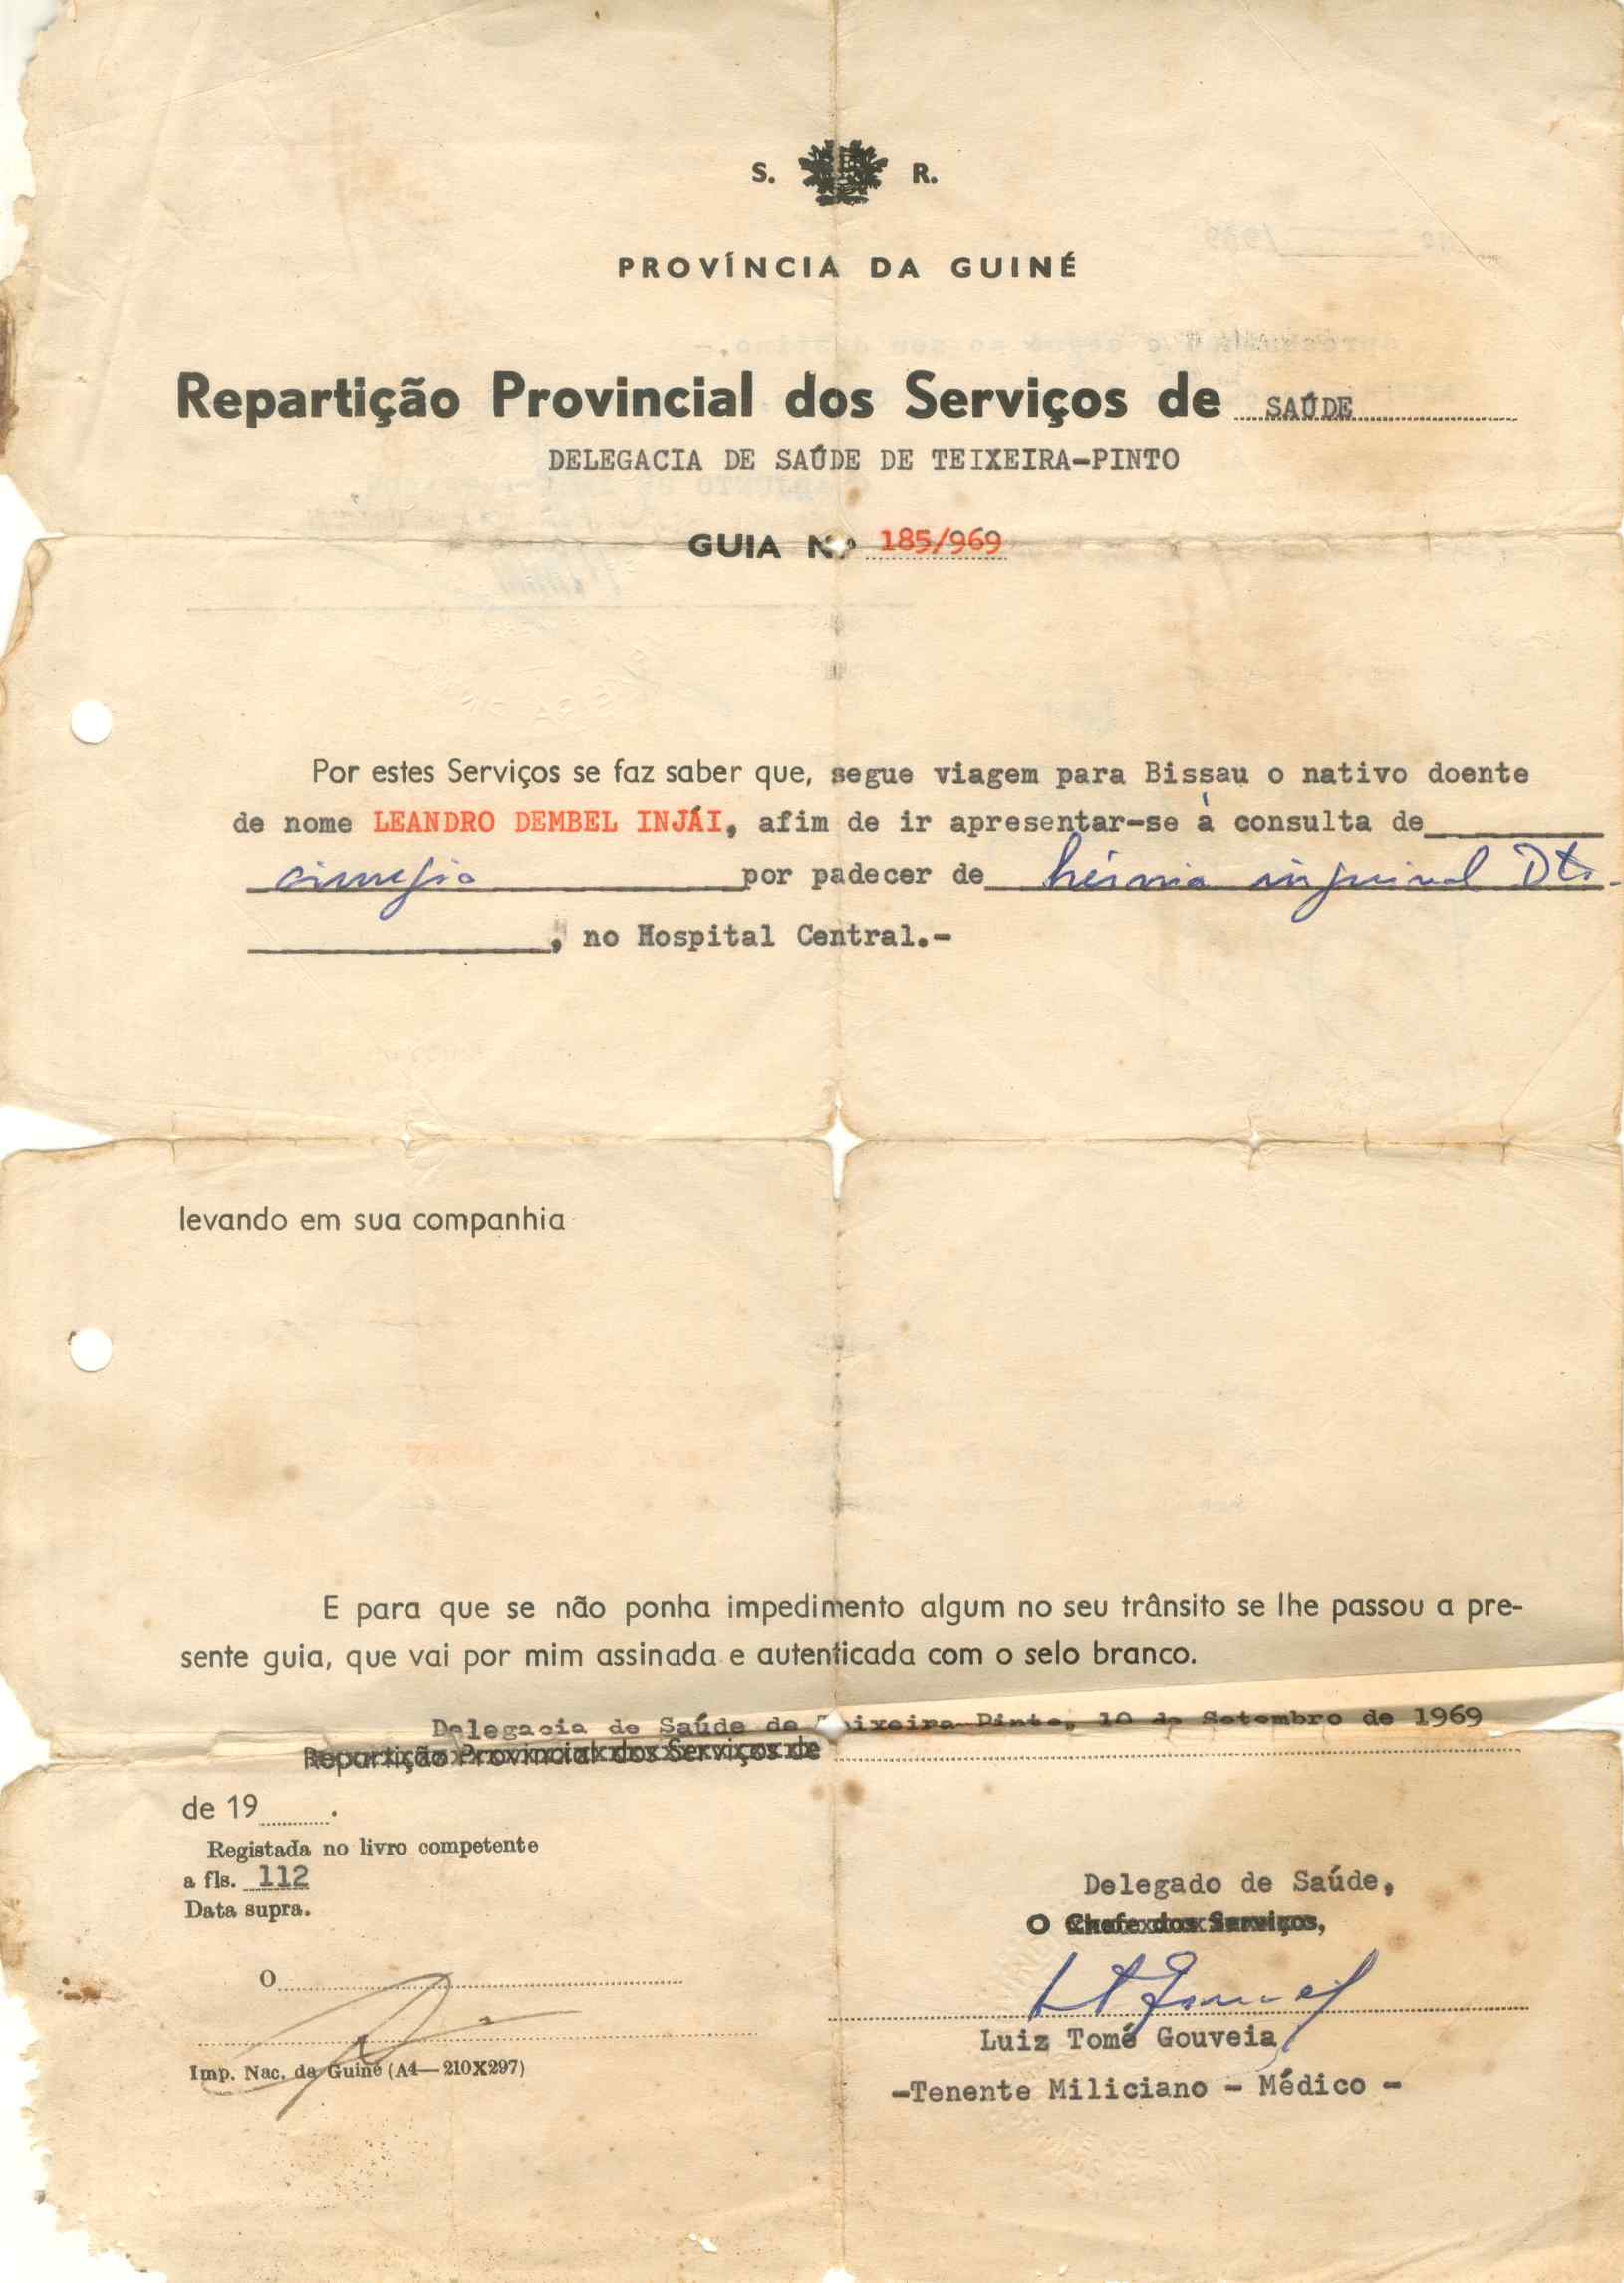 S. R.
PROVÍNCIA DA GUINÉ
Repartição Provincial dos Serviços de SAÚDE
DELEGACIA DE SAÚDE DE TEIXEIRA-PINTO
GUIA N.º 185/969
Por estes Serviços se faz saber que, segue viagem para Bissau o nativo doente
de nome LEANDRO DEMBEL INJÁI, afim de ir apresentar-se à consulta de
cirurgia por padecer de hérnia inguinal Dta.
, no Hospital Central.-
levando em sua companhia
E para que se não ponha impedimento algum no seu trânsito se lhe passou a pre-
sente guia, que vai por mim assinada e autenticada com o selo branco.
Delegacia de Saúde de Teixeira Pinto, 10 de Setembro de 1969
Repartição Provincial dos Serviços de
de 19 .
Registada no livro competente
a fls. 112
Data supra.
Delegado de Saúde,
O Chefe dos Serviços,
O
Luiz Tomé Gouveia
-Tenente Miliciano - Médico -
Imp. Nac. da Guiné (A4—210X297)